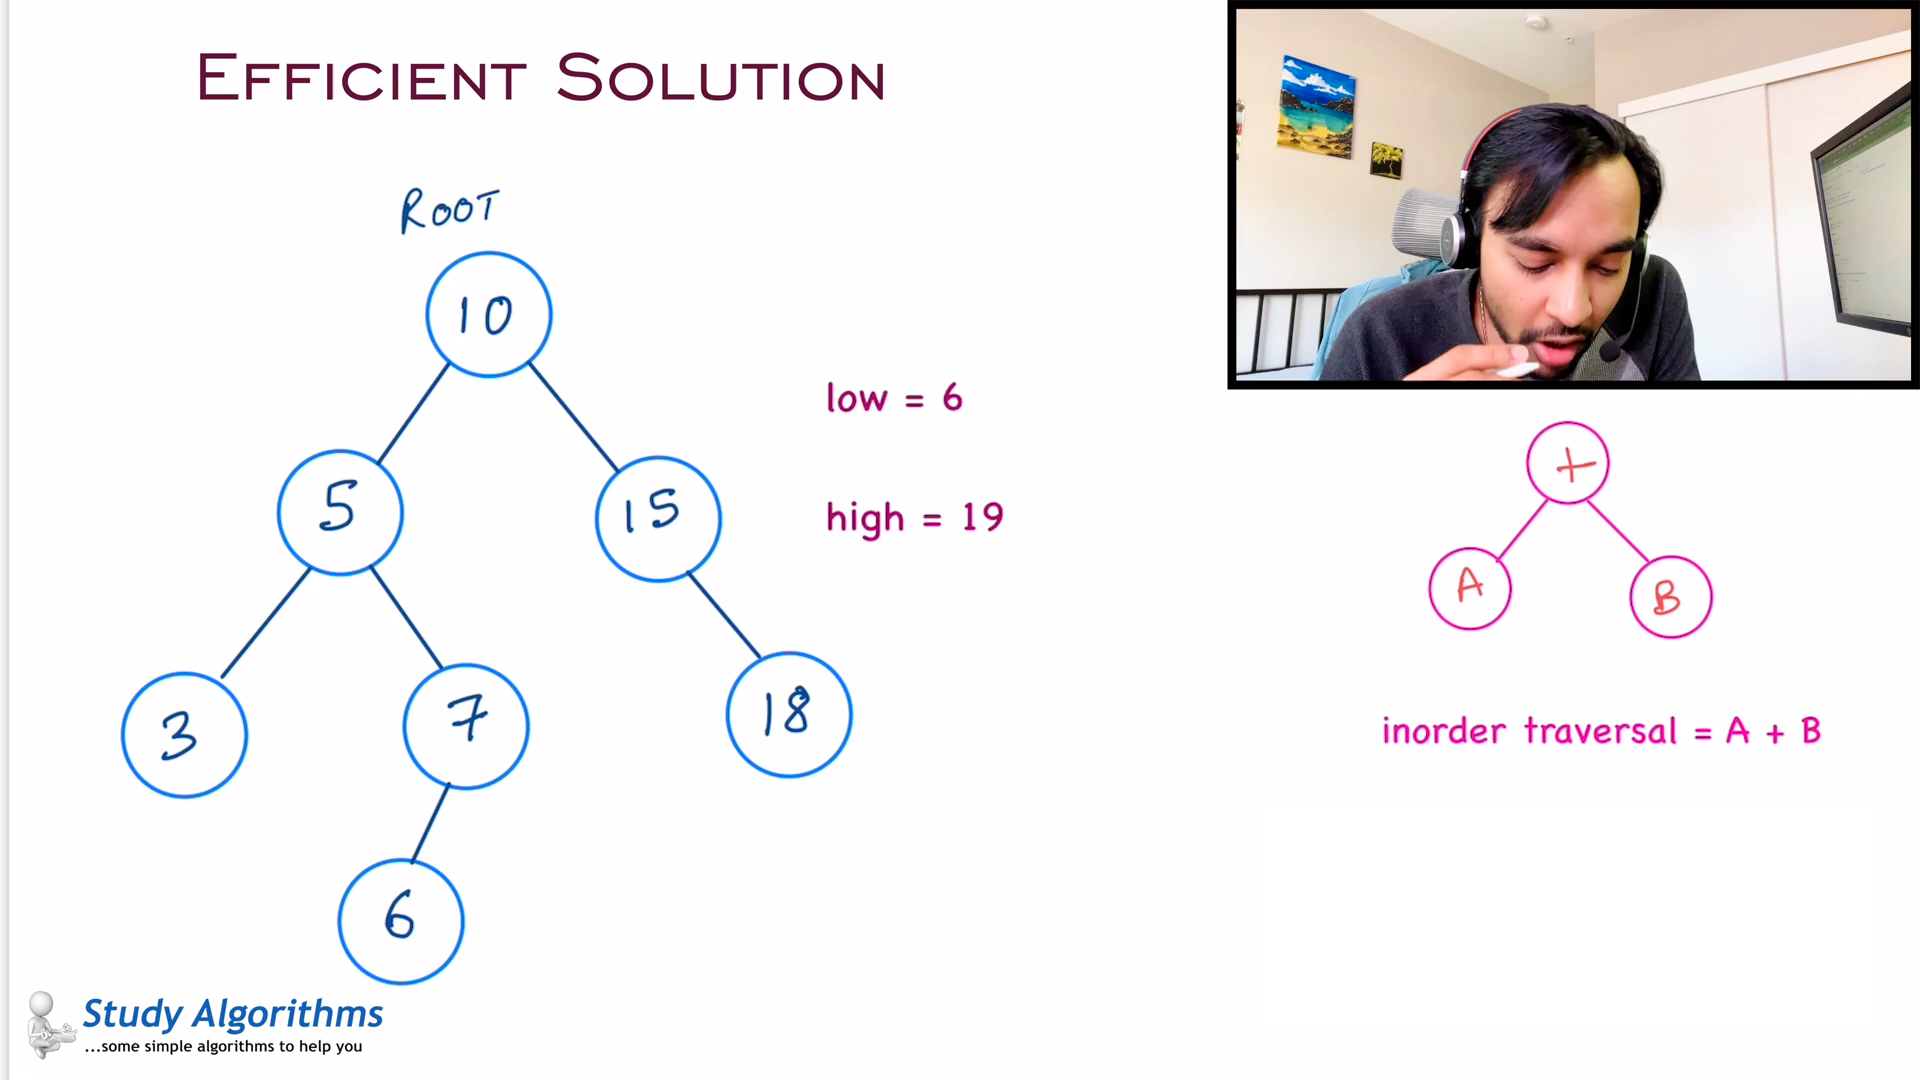 EFFICIENT SOLUTION
ROOT
10
low = 6
5
15
high = 19
3
7
18
6
+
A
B
inorder traversal = A + B
Study Algorithms
...some simple algorithms to help you